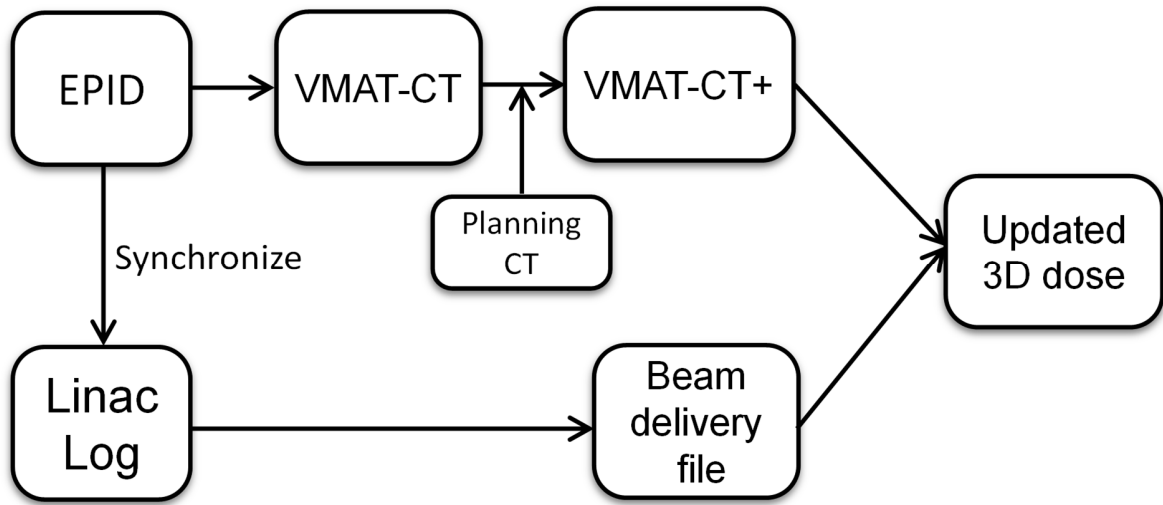 EPID
VMAT-CT
VMAT-CT+
Planning
CT
Updated
3D dose
Synchronize
Linac
Log
Beam
delivery
file